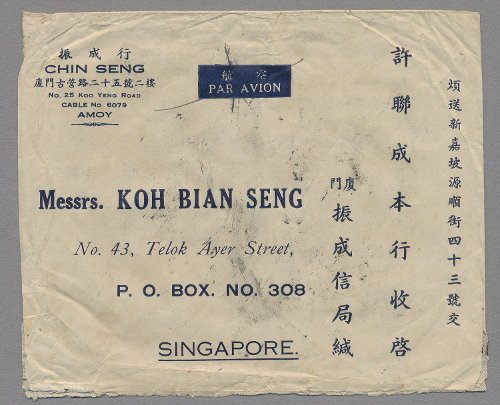 行成振
CHIN SENG
樓二號五十二路營古門廈
No. 25 Koo Yeng Road
CABLE No 6079
AMOY
空航
PAR AVION
Messrs. KOH BIAN SENG
No. 43, Telok Ayer Street,
P. O. BOX. NO. 308
SINGAPORE.
煩送新嘉坡源順街四十三號交
許聯成本行收啓
門廈
振成信局緘